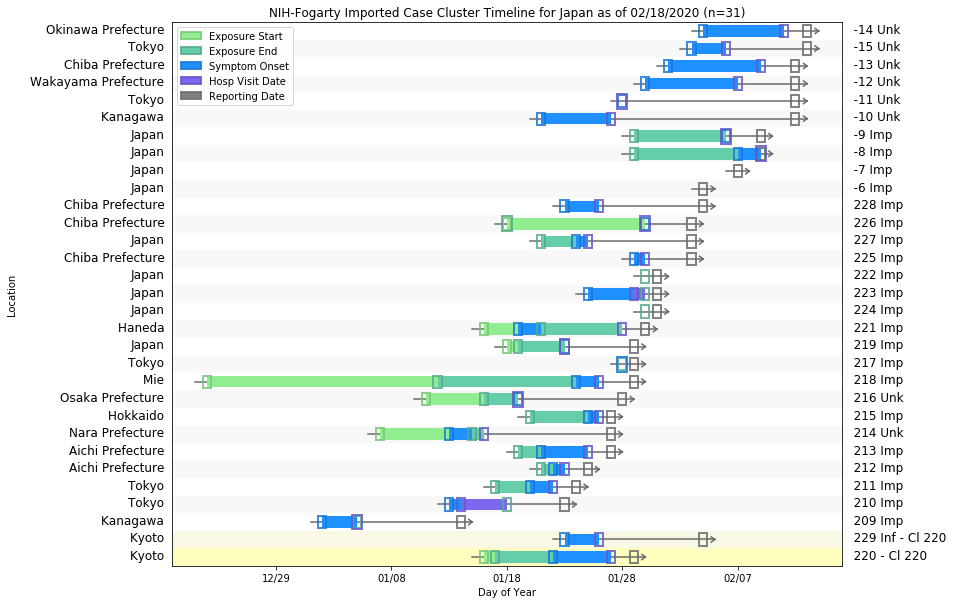 NIH-Fogarty Imported Case Cluster Timeline for Japan as of 02/18/2020 (n=31)
Exposure Start
Exposure End
Symptom Onset
Hosp Visit Date
Reporting Date
Location
Okinawa Prefecture -14 Unk
Tokyo -15 Unk
Chiba Prefecture -13 Unk
Wakayama Prefecture -12 Unk
Tokyo -11 Unk
Kanagawa -10 Unk
Japan -9 Imp
Japan -8 Imp
Japan -7 Imp
Japan -6 Imp
Chiba Prefecture 228 Imp
Chiba Prefecture 226 Imp
Japan 227 Imp
Chiba Prefecture 225 Imp
Japan 222 Imp
Japan 223 Imp
Japan 224 Imp
Haneda 221 Imp
Japan 219 Imp
Tokyo 217 Imp
Mie 218 Imp
Osaka Prefecture 216 Unk
Hokkaido 215 Imp
Nara Prefecture 214 Unk
Aichi Prefecture 213 Imp
Aichi Prefecture 212 Imp
Tokyo 211 Imp
Tokyo 210 Imp
Kanagawa 209 Imp
Kyoto 229 Inf - Cl 220
Kyoto 220 - Cl 220
12/29 01/08 01/18 01/28 02/07
Day of Year